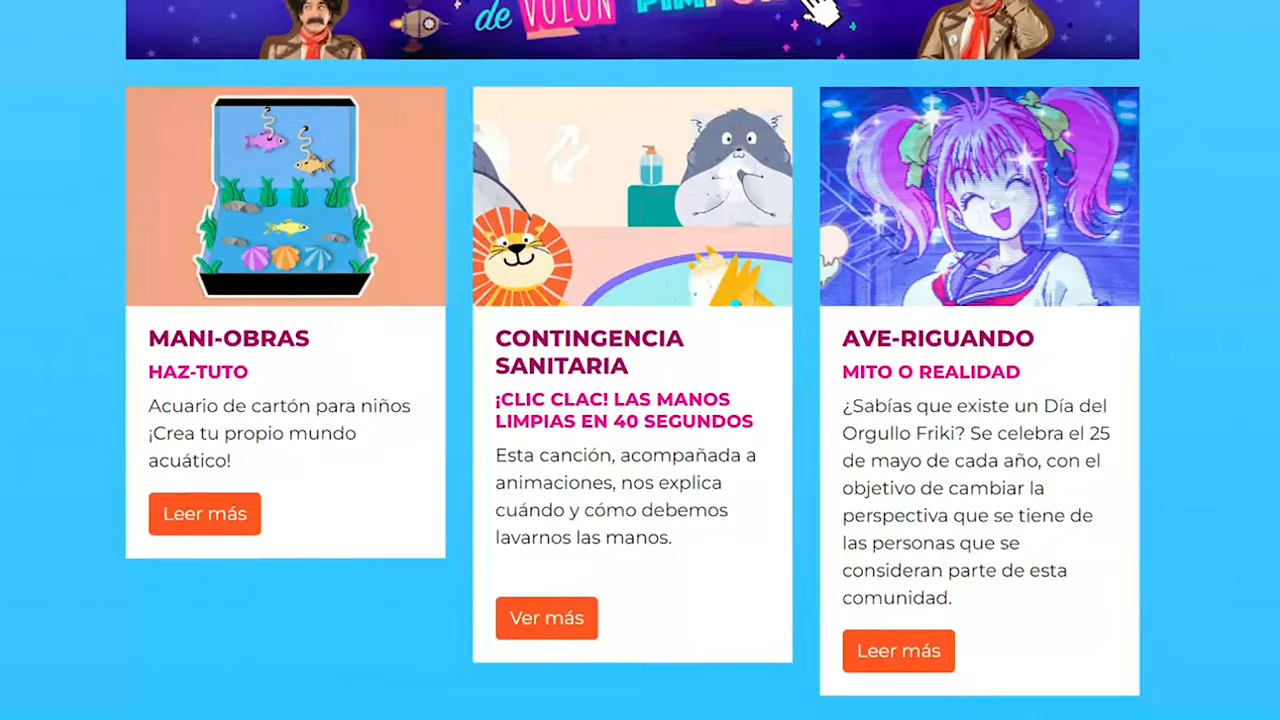 de VOLÓN
MANI-OBRAS
HAZ-TUTO
Acuario de cartón para niños
¡Crea tu propio mundo
acuático!
Leer más
CONTINGENCIA
SANITARIA
¡CLIC CLAC! LAS MANOS
LIMPIAS EN 40 SEGUNDOS
Esta canción, acompañada a
animaciones, nos explica
cuándo y cómo debemos
lavarnos las manos.
Ver más
AVE-RIGUANDO
MITO O REALIDAD
¿Sabías que existe un Día del
Orgullo Friki? Se celebra el 25
de mayo de cada año, con el
objetivo de cambiar la
perspectiva que se tiene de
las personas que se
consideran parte de esta
comunidad.
Leer más